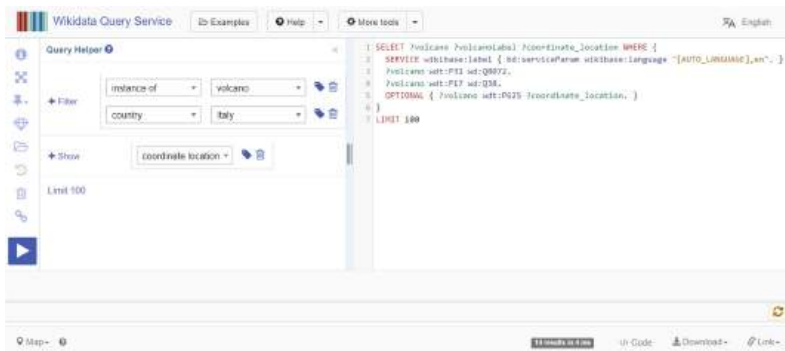 Wikidata Query Service
Examples
Help
More tools
English
Query Helper
Filter
instance of
volcano
country
Italy
Show
coordinate location
Limit 100
1 SELECT ?volcano ?volcanoLabel ?coordinate_location WHERE {
2 SERVICE wikibase:label { bd:serviceParam wikibase:language "[AUTO_LANGUAGE],en". }
3 ?volcano wdt:P31 wd:Q8072.
4 ?volcano wdt:P17 wd:Q38.
5 OPTIONAL { ?volcano wdt:P625 ?coordinate_location. }
6 }
7 LIMIT 100
Map
Code
Download
Link